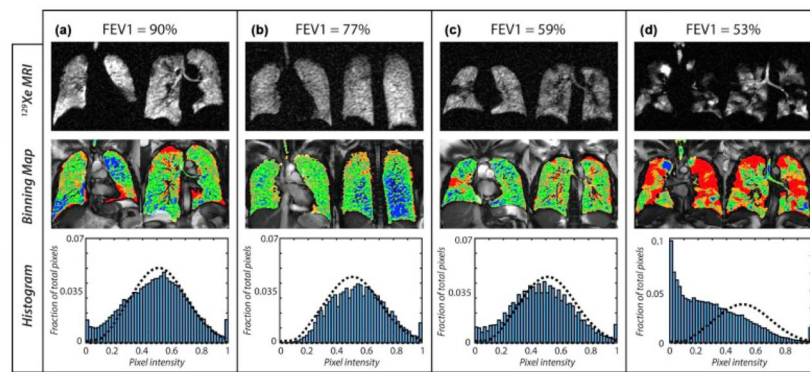 (a) FEV1 = 90%
(b) FEV1 = 77%
(c) FEV1 = 59%
(d) FEV1 = 53%
¹²⁹Xe MRI
Binning Map
Histogram
Fraction of total pixels
0.07
0.035
0
0 0.2 0.4 0.6 0.8 1
Pixel intensity
Fraction of total pixels
0.07
0.035
0
0 0.2 0.4 0.6 0.8 1
Pixel intensity
Fraction of total pixels
0.07
0.035
0
0 0.2 0.4 0.6 0.8 1
Pixel intensity
Fraction of total pixels
0.1
0.05
0
0 0.2 0.4 0.6 0.8 1
Pixel intensity